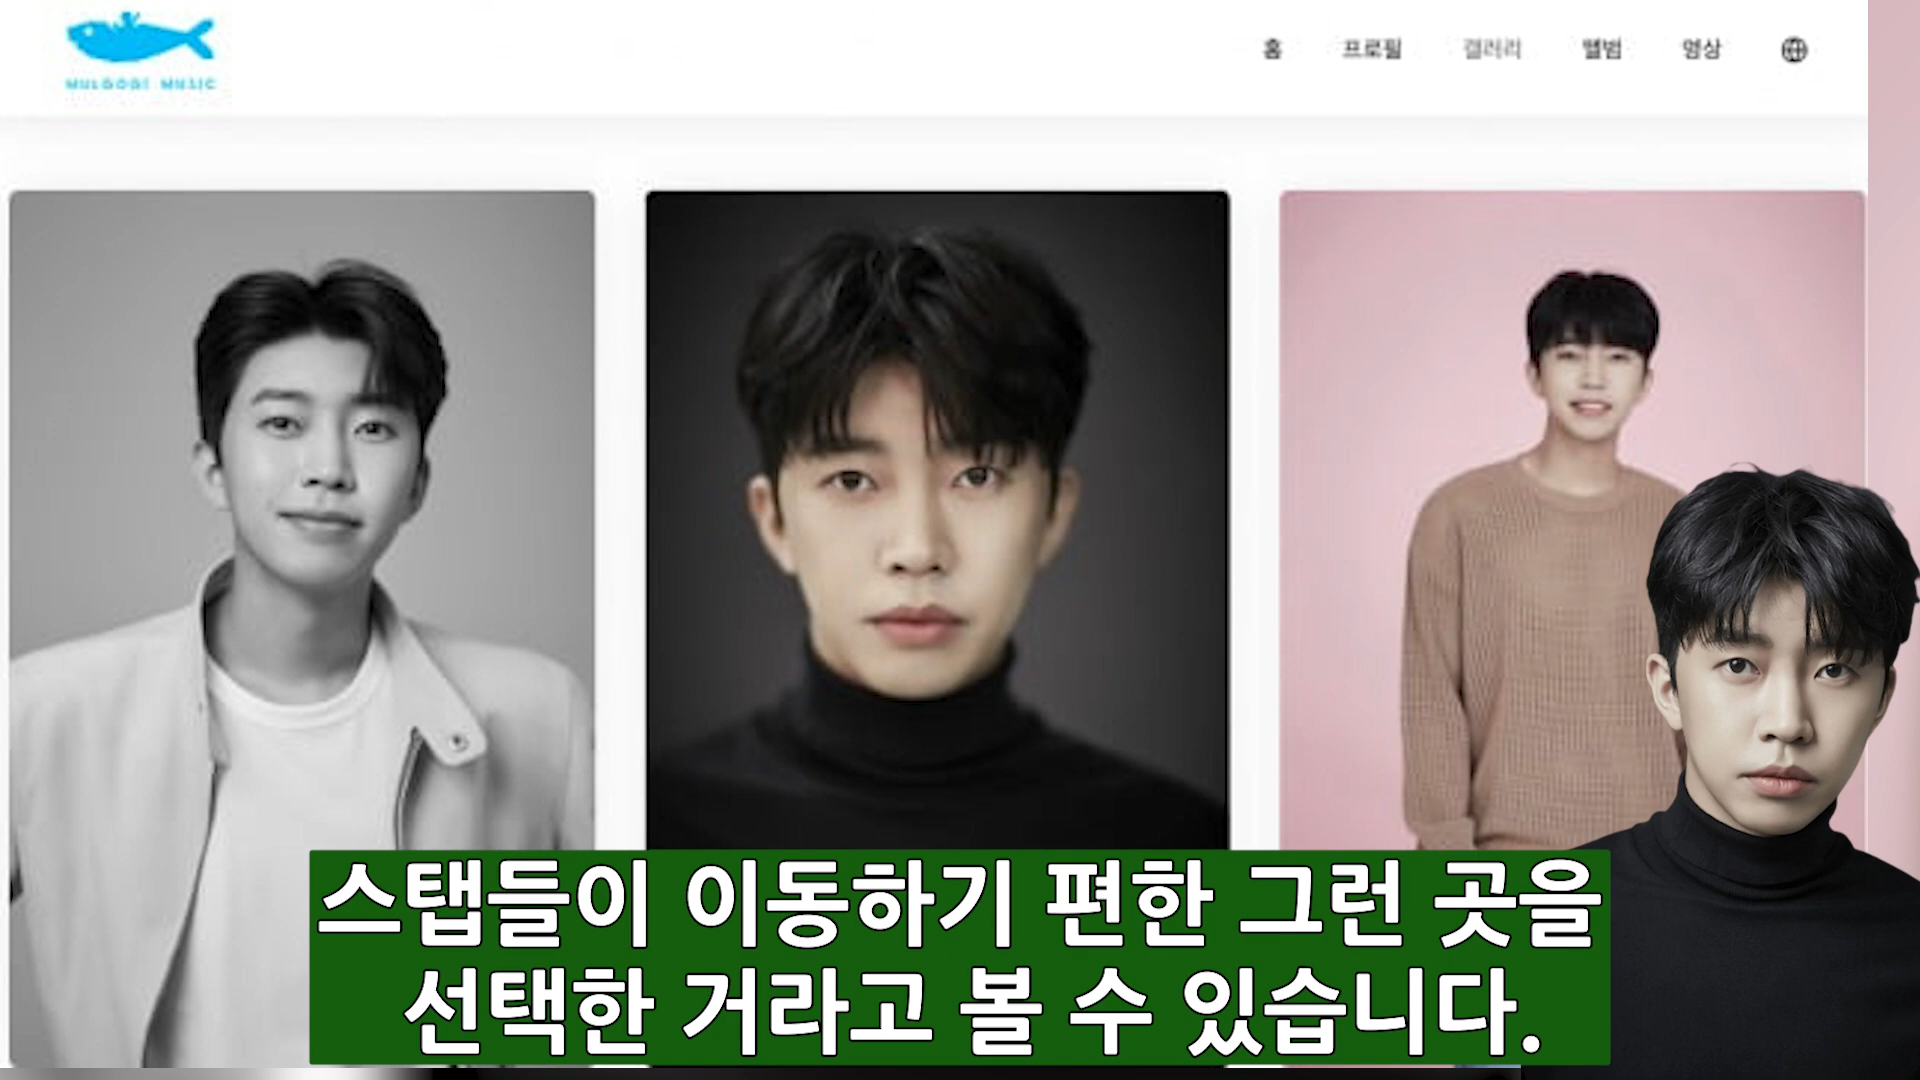 MULGOGI MUSIC
홈 프로필 갤러리 앨범 영상
스탭들이 이동하기 편한 그런 곳을
선택한 거라고 볼 수 있습니다.